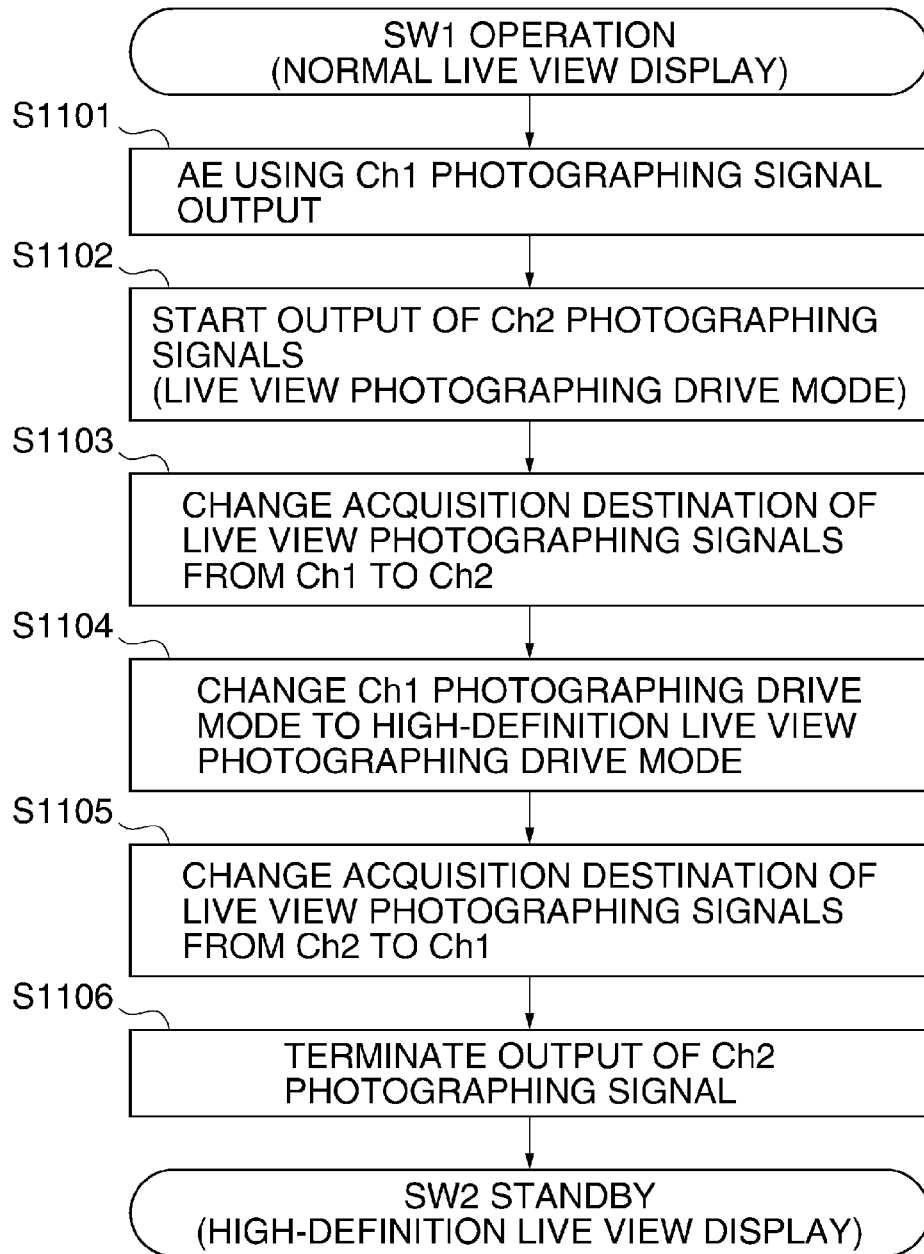 SW1 OPERATION
(NORMAL LIVE VIEW DISPLAY)
S1101
AE USING Ch1 PHOTOGRAPHING SIGNAL
OUTPUT
S1102
START OUTPUT OF Ch2 PHOTOGRAPHING
SIGNALS
(LIVE VIEW PHOTOGRAPHING DRIVE MODE)
S1103
CHANGE ACQUISITION DESTINATION OF
LIVE VIEW PHOTOGRAPHING SIGNALS
FROM Ch1 TO Ch2
S1104
CHANGE Ch1 PHOTOGRAPHING DRIVE
MODE TO HIGH-DEFINITION LIVE VIEW
PHOTOGRAPHING DRIVE MODE
S1105
CHANGE ACQUISITION DESTINATION OF
LIVE VIEW PHOTOGRAPHING SIGNALS
FROM Ch2 TO Ch1
S1106
TERMINATE OUTPUT OF Ch2
PHOTOGRAPHING SIGNAL
SW2 STANDBY
(HIGH-DEFINITION LIVE VIEW DISPLAY)